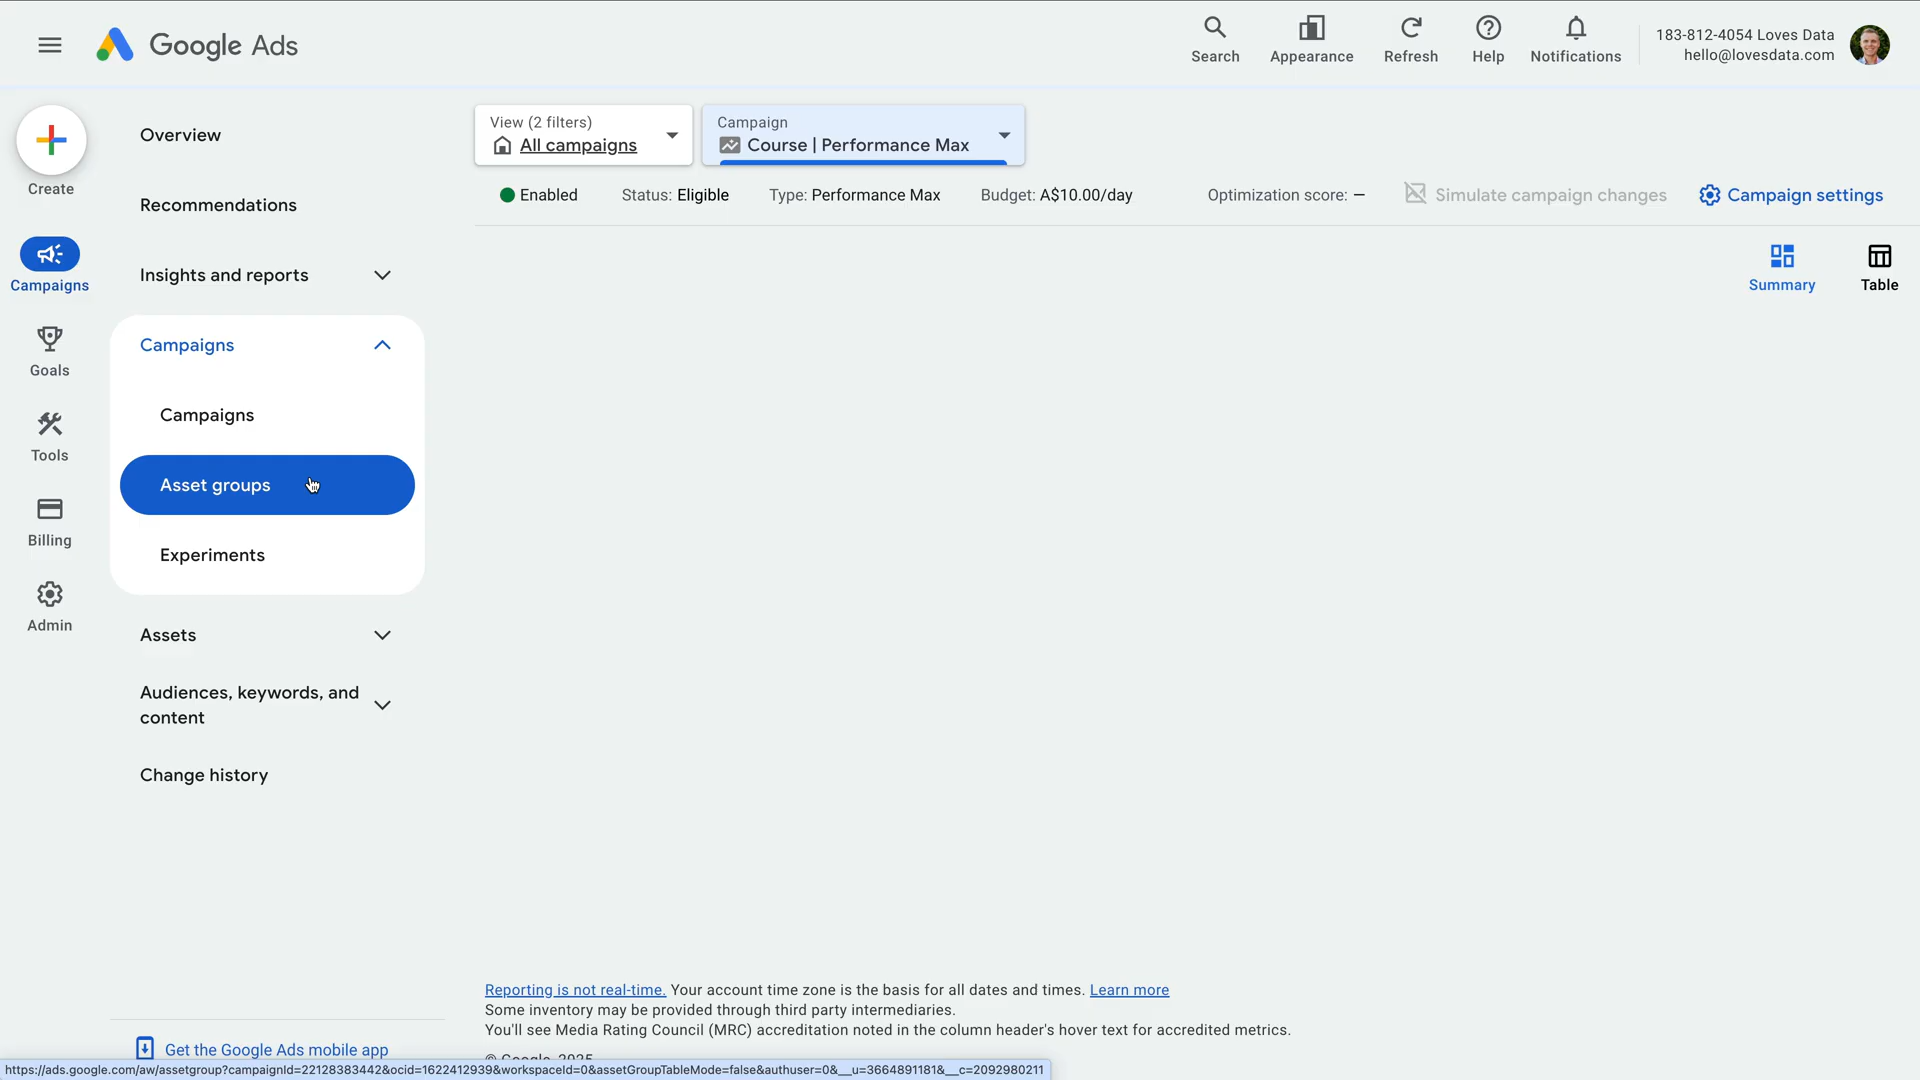 Google Ads
Search
Appearance
Refresh
Help
Notifications
183-812-4054 Loves Data
hello@lovesdata.com
Create
Campaigns
Goals
Tools
Billing
Admin
Overview
Recommendations
Insights and reports
Campaigns
Campaigns
Asset groups
Experiments
Assets
Audiences, keywords, and
content
Change history
Get the Google Ads mobile app
View (2 filters)
All campaigns
Campaign
Course | Performance Max
Enabled
Status: Eligible
Type: Performance Max
Budget: A$10.00/day
Optimization score: –
Simulate campaign changes
Campaign settings
Summary
Table
Reporting is not real-time. Your account time zone is the basis for all dates and times. Learn more
Some inventory may be provided through third party intermediaries.
You'll see Media Rating Council (MRC) accreditation noted in the column header's hover text for accredited metrics.
© Google, 2025
https://ads.google.com/aw/assetgroup?campaignId=22128383442&ocid=1622412939&workspaceId=0&assetGroupTableMode=false&authuser=0&__u=3664891181&__c=2092980211